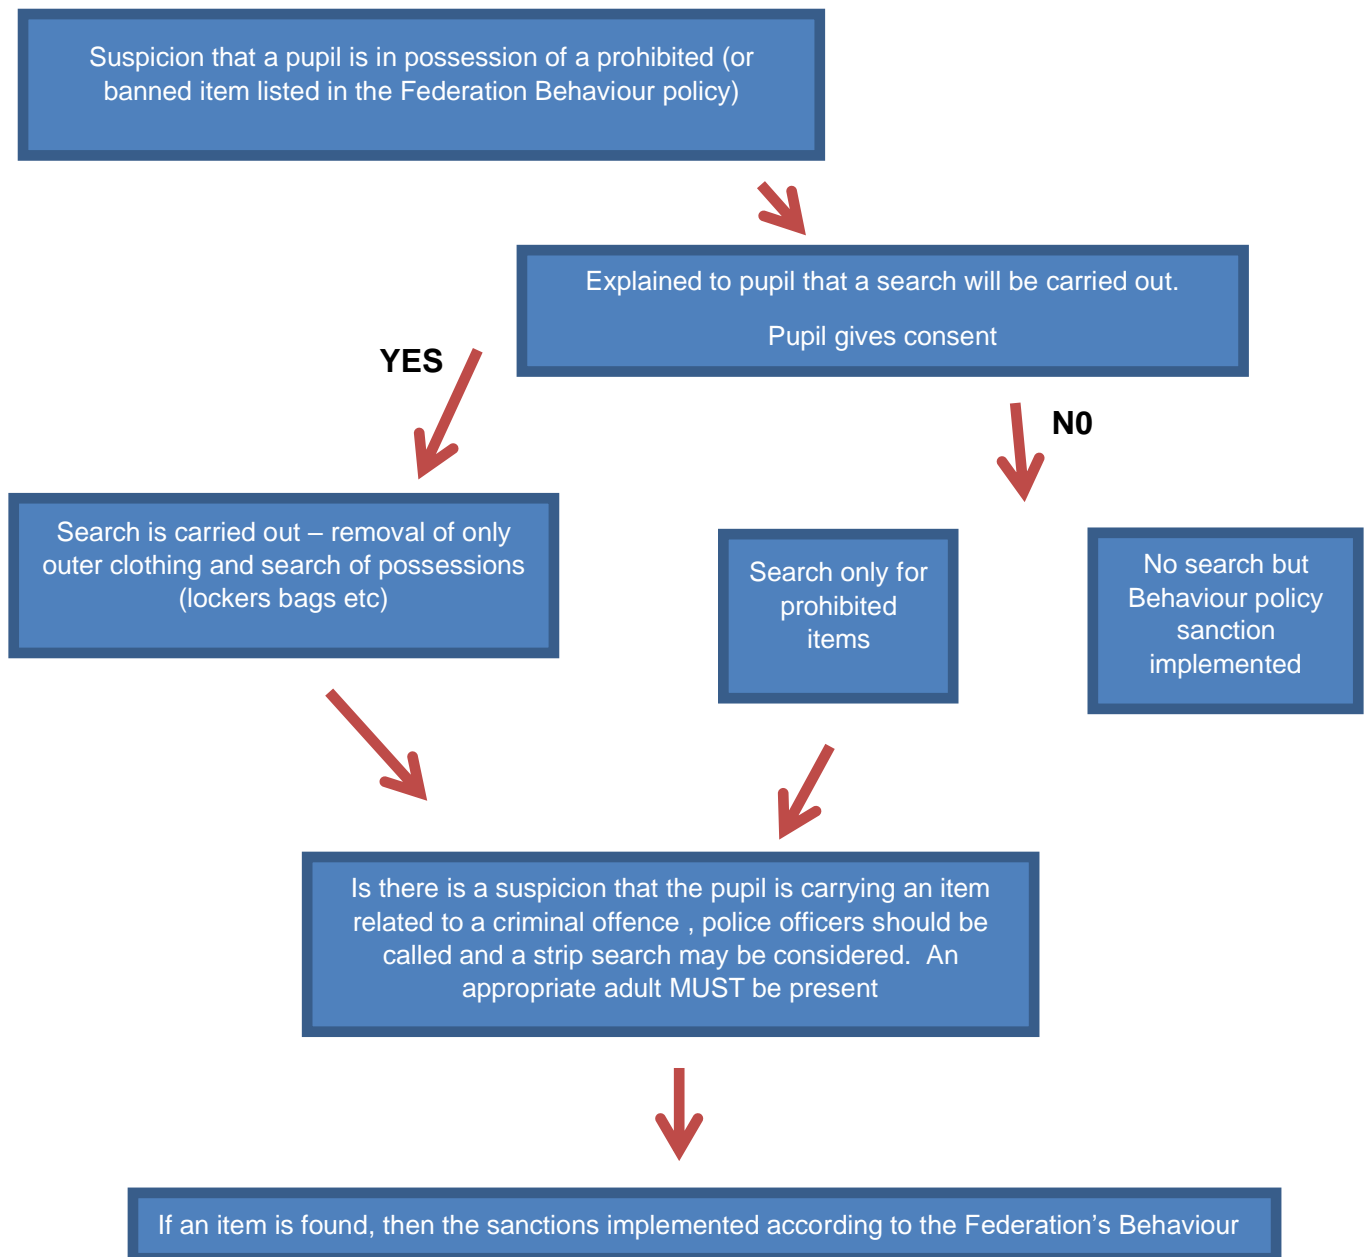 Suspicion that a pupil is in possession of a prohibited (or
banned item listed in the Federation Behaviour policy)
Explained to pupil that a search will be carried out.
Pupil gives consent
YES
N0
Search is carried out – removal of only
outer clothing and search of possessions
(lockers bags etc)
Search only for
prohibited
items
No search but
Behaviour policy
sanction
implemented
Is there is a suspicion that the pupil is carrying an item
related to a criminal offence , police officers should be
called and a strip search may be considered.  An
appropriate adult MUST be present
If an item is found, then the sanctions implemented according to the Federation’s Behaviour